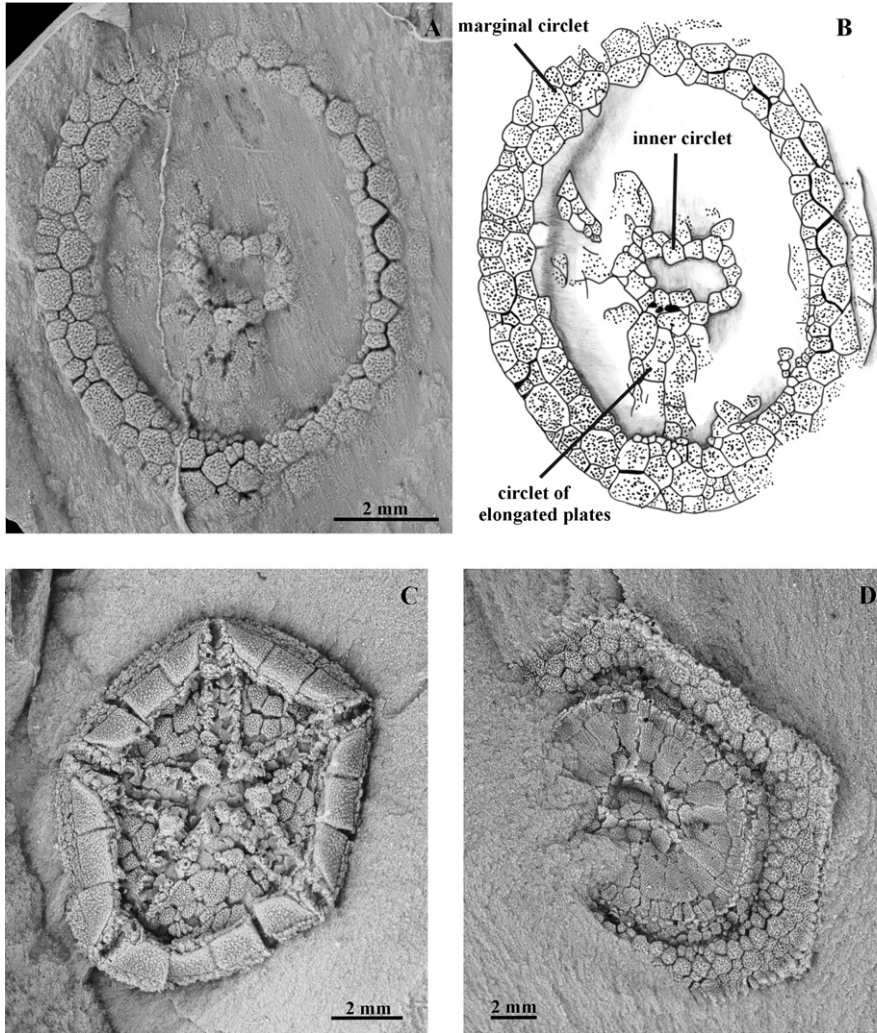 A
2 mm
B
marginal circlet
inner circlet
circlet of
elongated plates
C
2 mm
D
2 mm